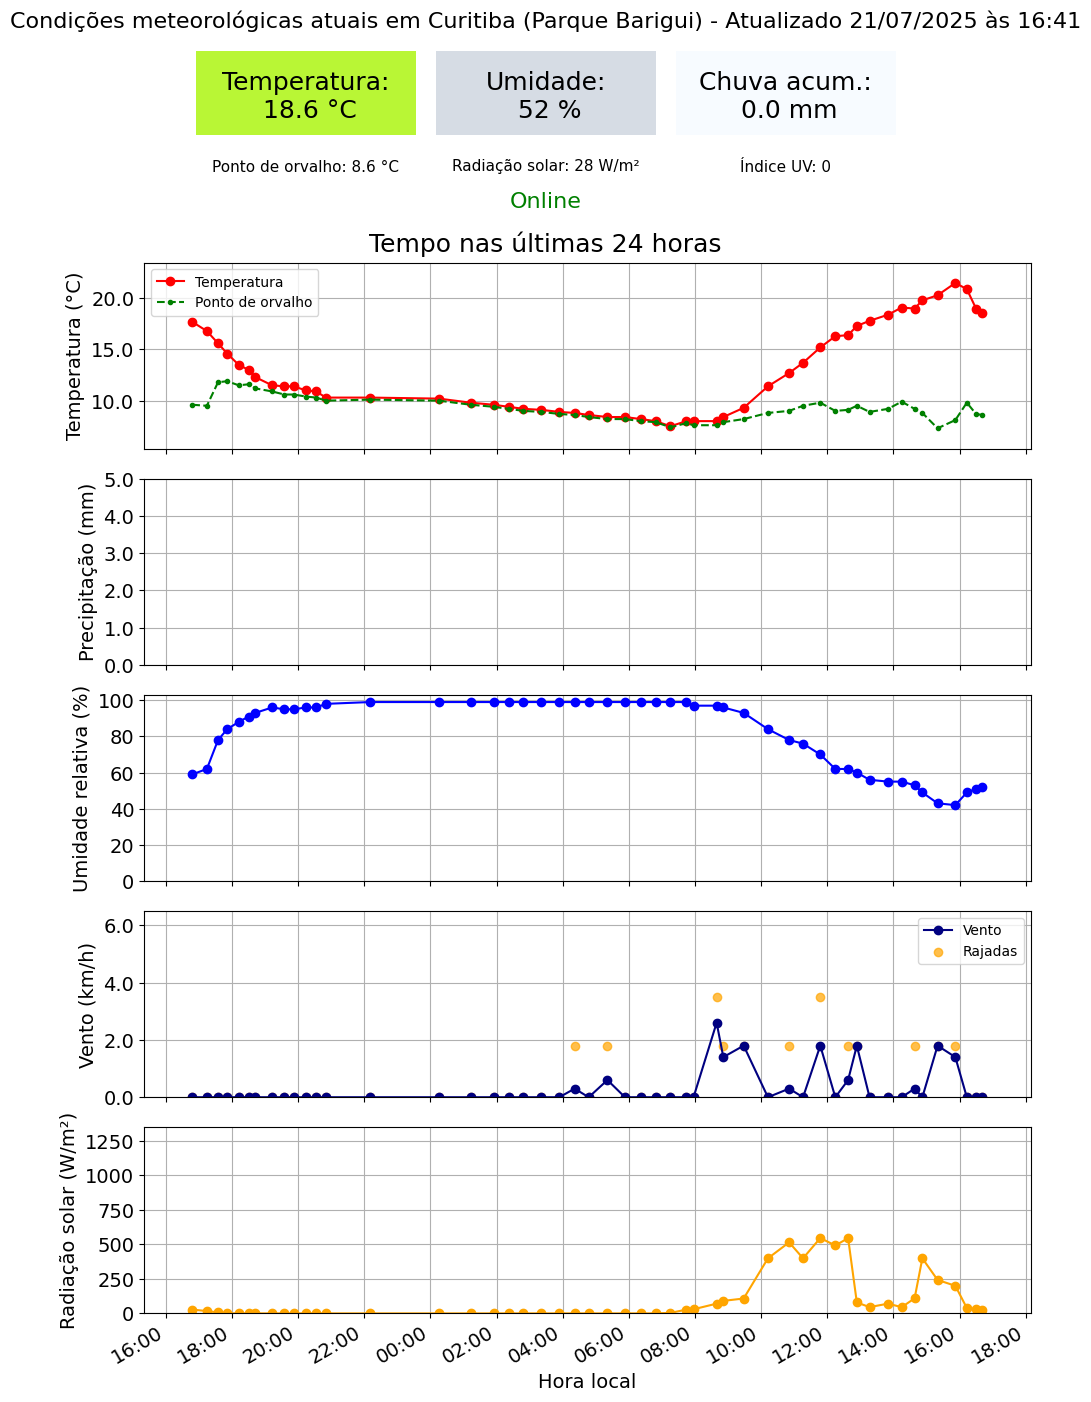 Condições meteorológicas atuais em Curitiba (Parque Barigui) - Atualizado 21/07/2025 às 16:41
Temperatura:
18.6 °C
Umidade:
52 %
Chuva acum.:
0.0 mm
Ponto de orvalho: 8.6 °C
Radiação solar: 28 W/m²
Índice UV: 0
Online
Tempo nas últimas 24 horas
Temperatura (°C)
20.0
15.0
10.0
Temperatura
Ponto de orvalho
Precipitação (mm)
5.0
4.0
3.0
2.0
1.0
0.0
Umidade relativa (%)
100
80
60
40
20
0
Vento (km/h)
6.0
4.0
2.0
0.0
Vento
Rajadas
Radiação solar (W/m²)
1250
1000
750
500
250
0
16:00 18:00 20:00 22:00 00:00 02:00 04:00 06:00 08:00 10:00 12:00 14:00 16:00 18:00
Hora local